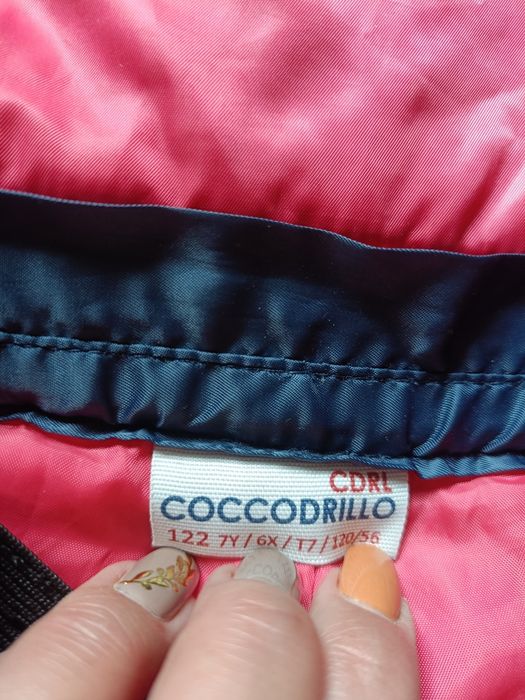 CDRL
COCCODRILLO
122 7Y / 6X / T7 / 120/56